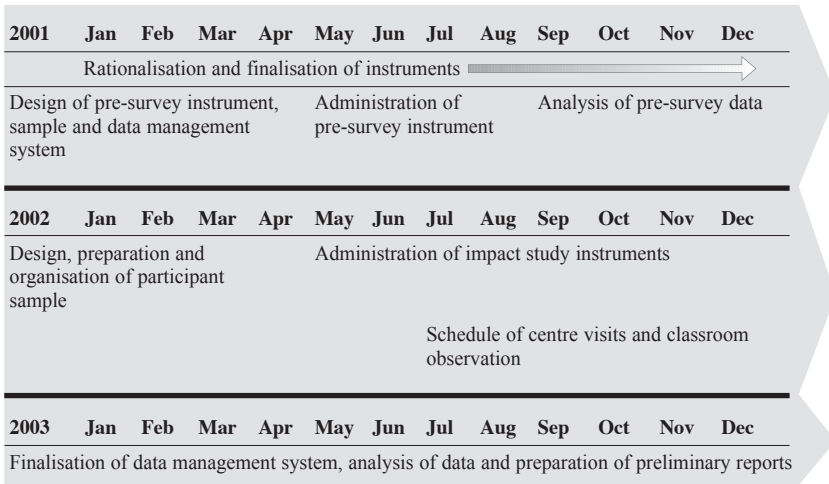 2001 Jan Feb Mar Apr May Jun Jul Aug Sep Oct Nov Dec
Rationalisation and finalisation of instruments
Design of pre-survey instrument,
sample and data management
system
Administration of
pre-survey instrument
Analysis of pre-survey data
2002 Jan Feb Mar Apr May Jun Jul Aug Sep Oct Nov Dec
Design, preparation and
organisation of participant
sample
Administration of impact study instruments
Schedule of centre visits and classroom
observation
2003 Jan Feb Mar Apr May Jun Jul Aug Sep Oct Nov Dec
Finalisation of data management system, analysis of data and preparation of preliminary reports